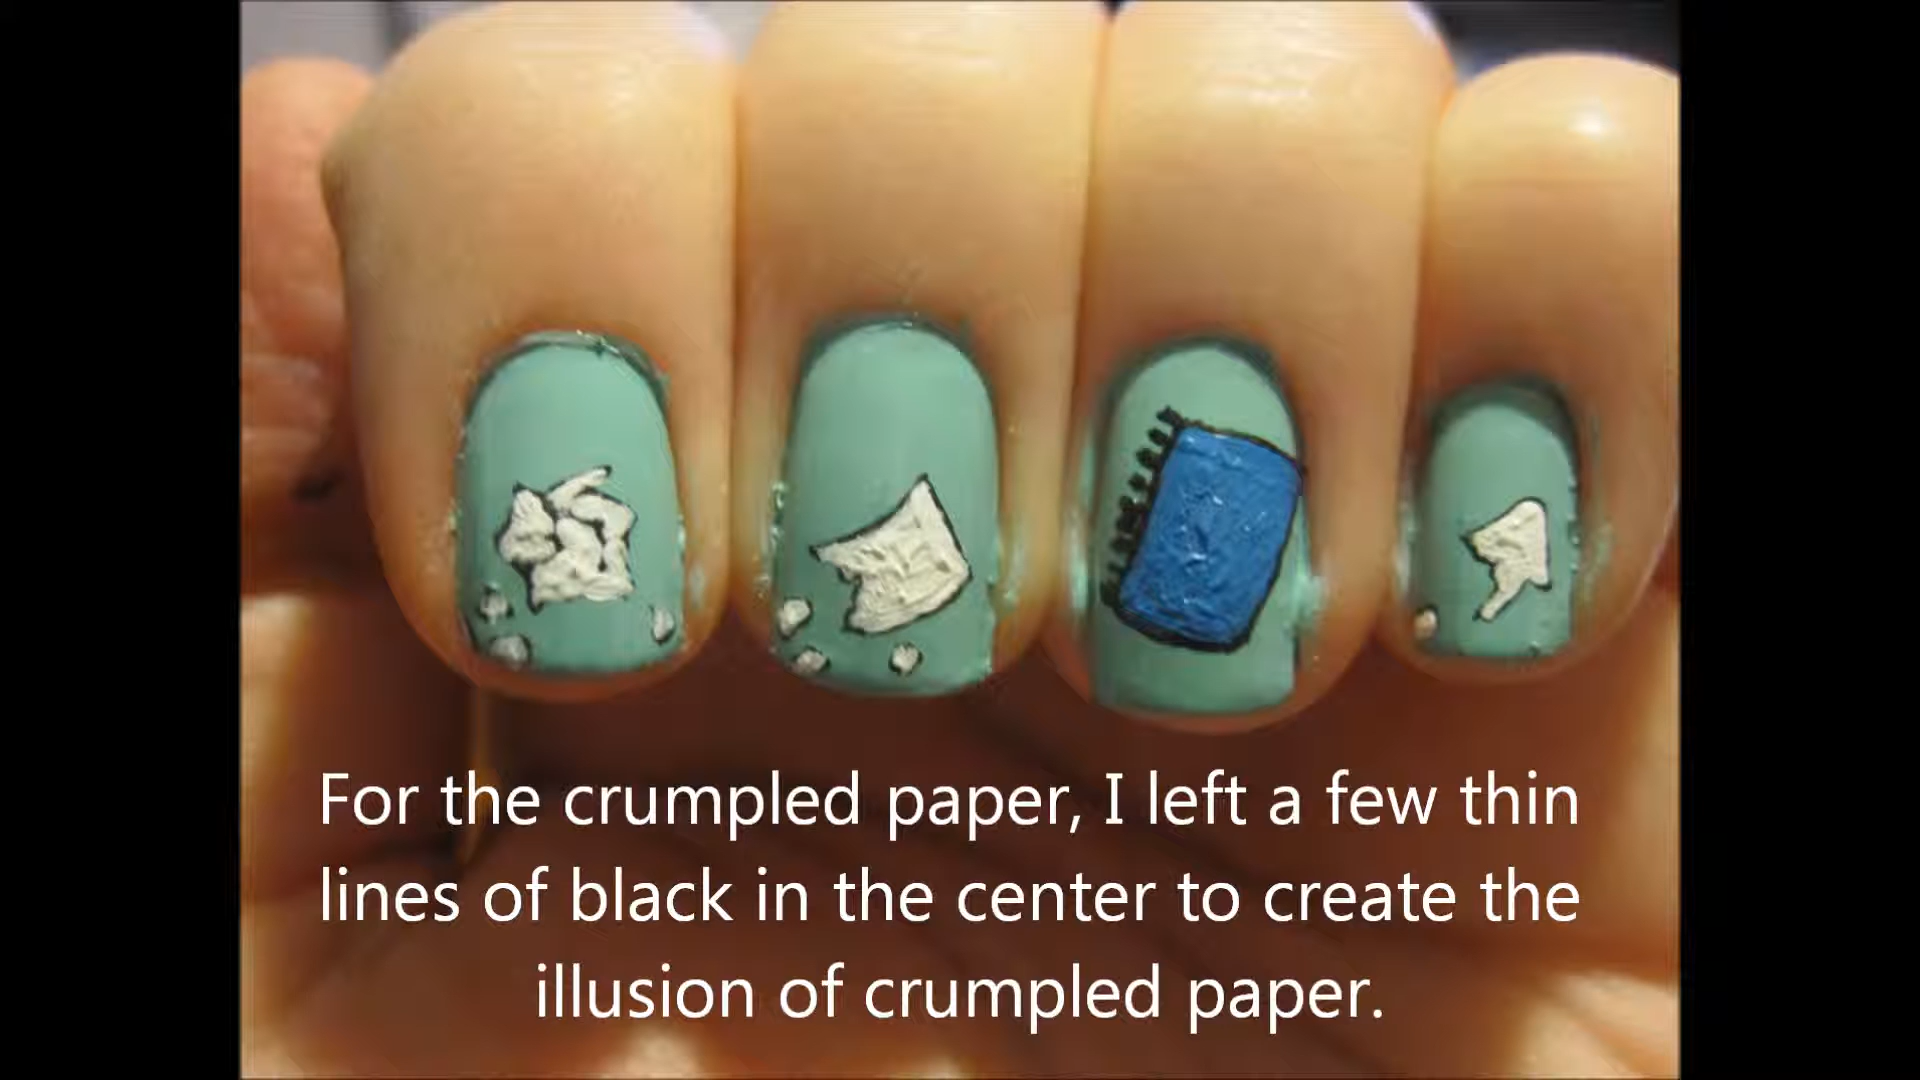 For the crumpled paper, I left a few thin
lines of black in the center to create the
illusion of crumpled paper.